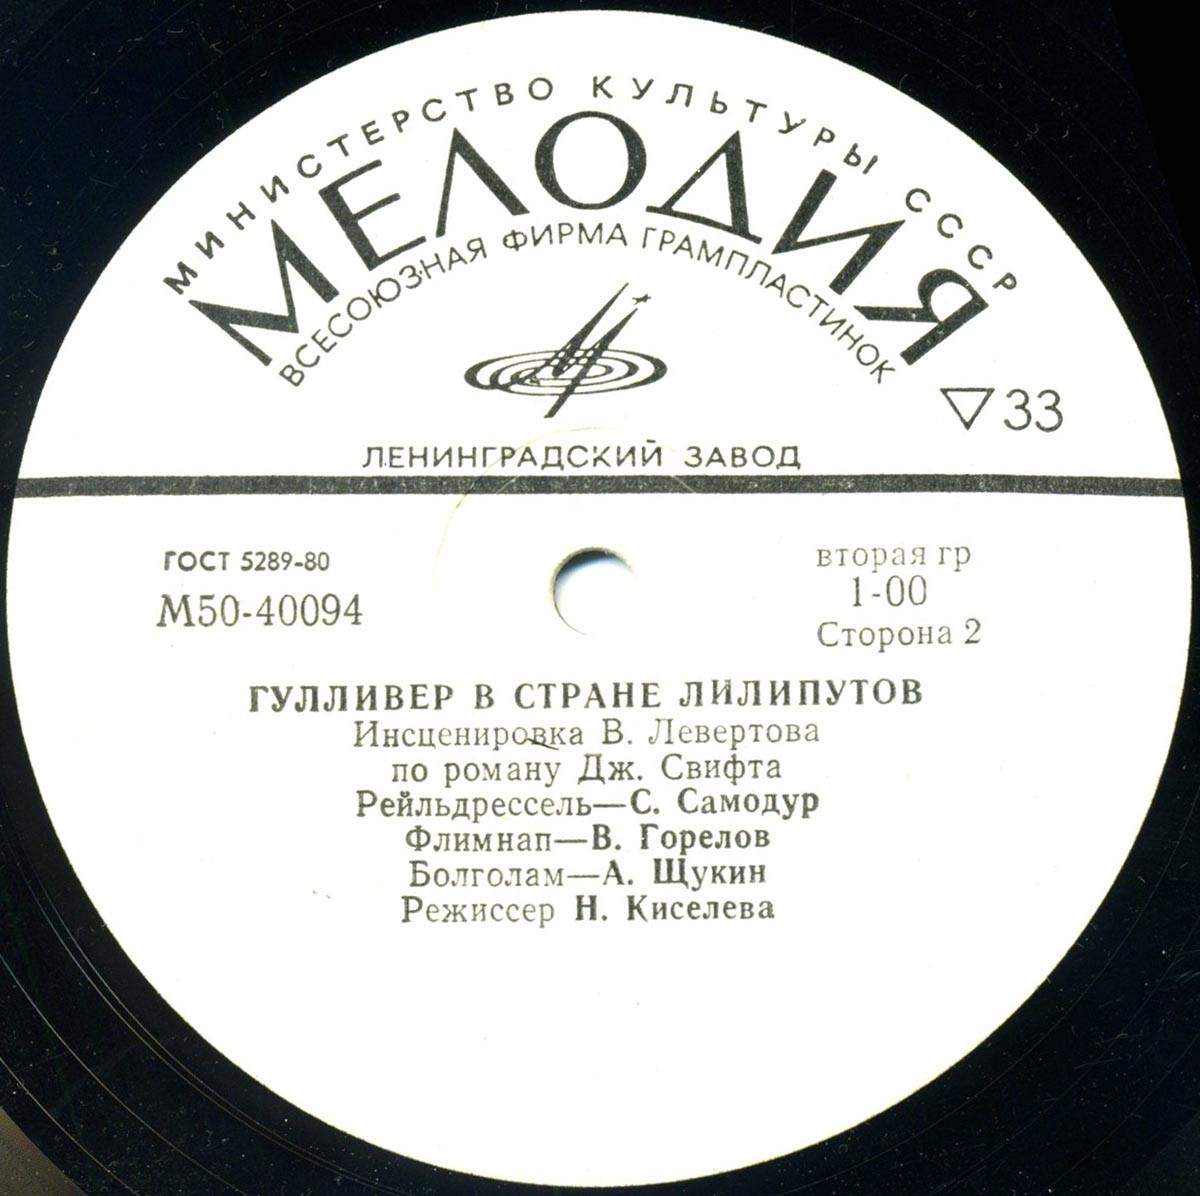 МИНИСТЕРСТВО КУЛЬТУРЫ СССР
МЕЛОДИЯ
ВСЕСОЮЗНАЯ ФИРМА ГРАМПЛАСТИНОК
33
ЛЕНИНГРАДСКИЙ ЗАВОД
ГОСТ 5289-80
М50-40094
вторая гр
1-00
Сторона 2
ГУЛЛИВЕР В СТРАНЕ ЛИЛИПУТОВ
Инсценировка В. Левертова
по роману Дж. Свифта
Рейльдрессель—С. Самодур
Флимнап—В. Горелов
Болголам—А. Щукин
Режиссер Н. Киселева